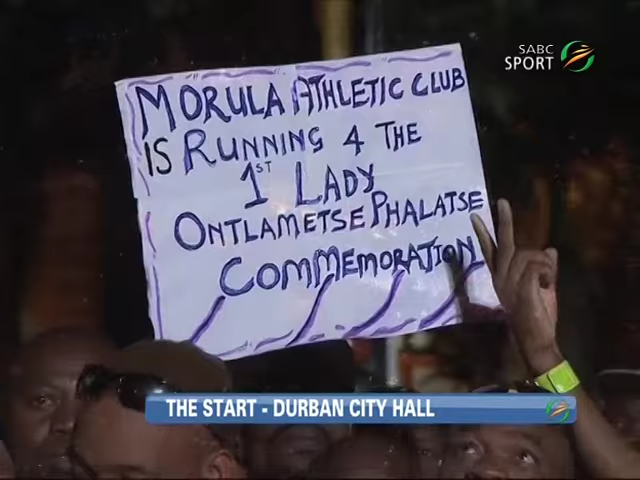 SABC
SPORT
MORULA ATHLETIC CLUB
IS RUNNING 4 THE
1ST LADY
ONTLAMETSE PHALATSE
COMMEMORATION
THE START - DURBAN CITY HALL